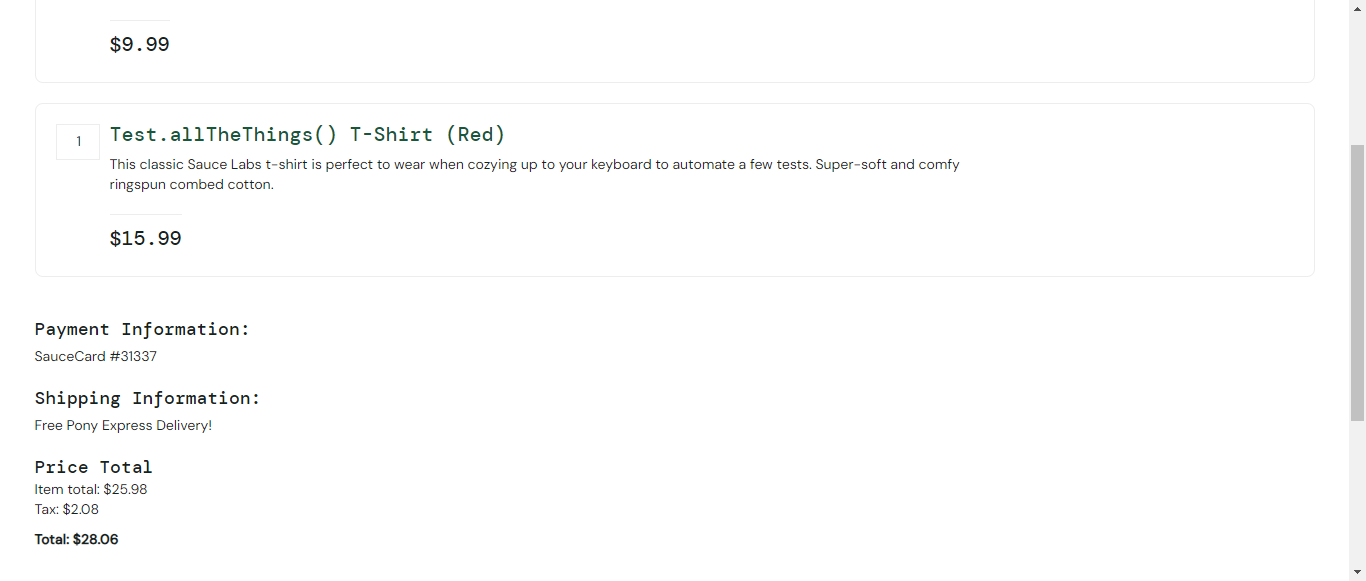 $9.99
1
Test.allTheThings() T-Shirt (Red)
This classic Sauce Labs t-shirt is perfect to wear when cozying up to your keyboard to automate a few tests. Super-soft and comfy
ringspun combed cotton.
$15.99
Payment Information:
SauceCard #31337
Shipping Information:
Free Pony Express Delivery!
Price Total
Item total: $25.98
Tax: $2.08
Total: $28.06